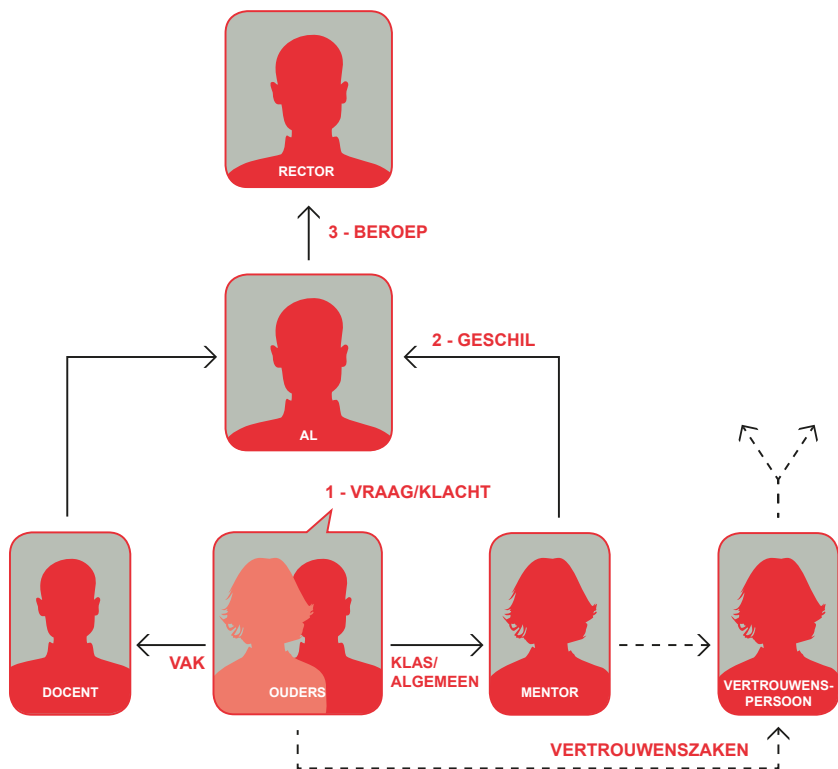 RECTOR
3 - BEROEP
2 - GESCHIL
AL
1 - VRAAG/KLACHT
VAK
KLAS/
ALGEMEEN
DOCENT
OUDERS
MENTOR
VERTROUWENS-
PERSOON
VERTROUWENSZAKEN